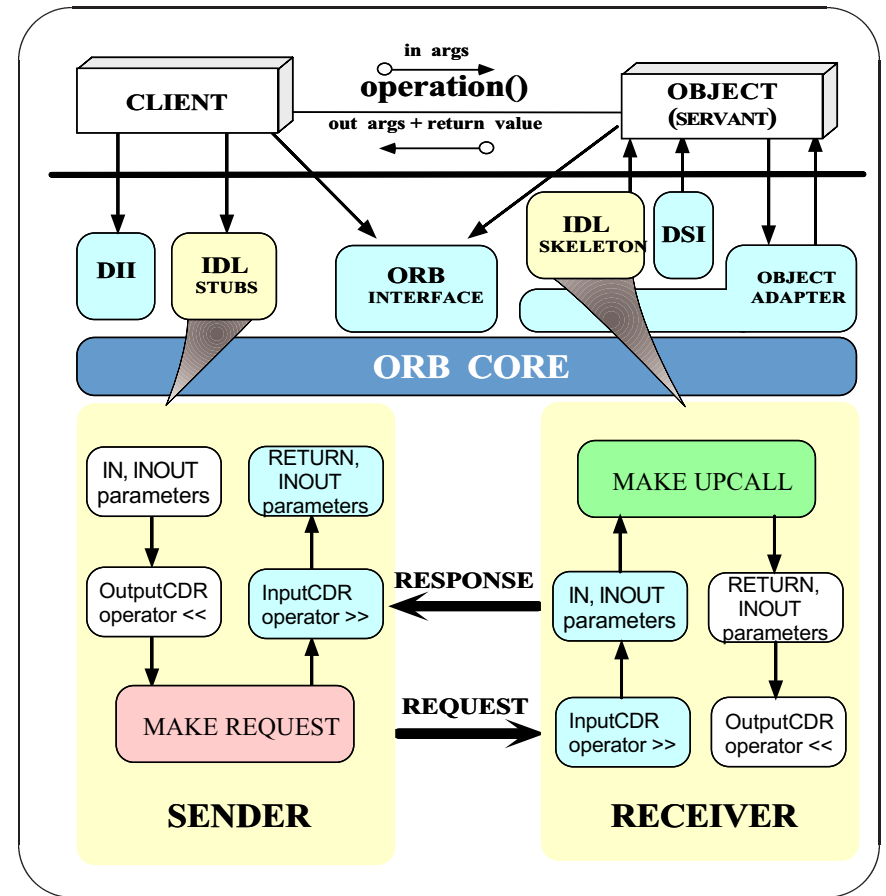 in args
operation()
out args + return value
CLIENT
OBJECT
(SERVANT)
DII
IDL
STUBS
ORB
INTERFACE
IDL
SKELETON
DSI
OBJECT
ADAPTER
ORB CORE
IN, INOUT
parameters
RETURN,
INOUT
parameters
OutputCDR
operator <<
InputCDR
operator >>
MAKE REQUEST
SENDER
RESPONSE
REQUEST
MAKE UPCALL
IN, INOUT
parameters
RETURN,
INOUT
parameters
InputCDR
operator >>
OutputCDR
operator <<
RECEIVER